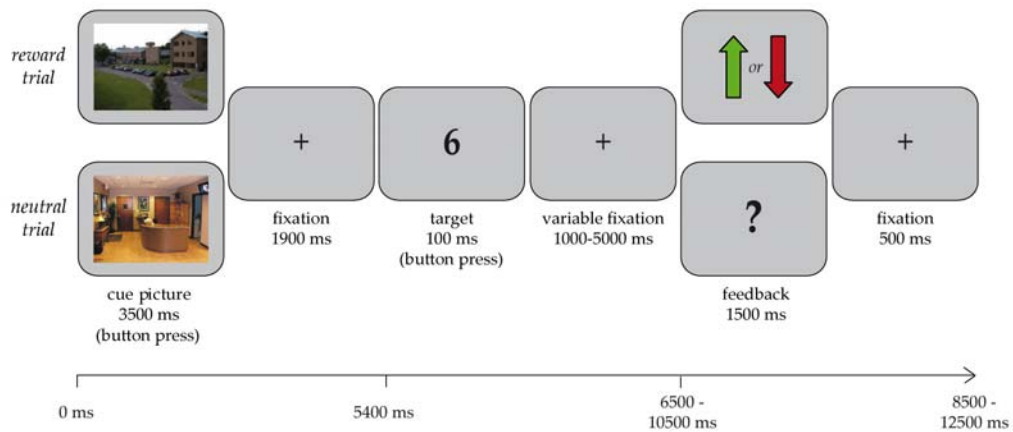 reward
trial
or
+
6
+
+
neutral
trial
?
fixation
1900 ms
target
100 ms
(button press)
variable fixation
1000-5000 ms
fixation
500 ms
cue picture
3500 ms
(button press)
feedback
1500 ms
0 ms
5400 ms
6500 -
10500 ms
8500 -
12500 ms